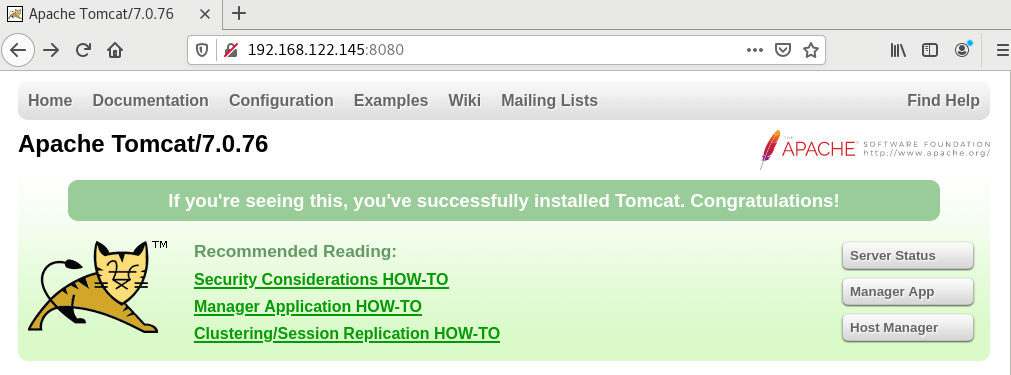 Apache Tomcat/7.0.76
192.168.122.145:8080
Home Documentation Configuration Examples Wiki Mailing Lists Find Help
Apache Tomcat/7.0.76
THE APACHE® SOFTWARE FOUNDATION
http://www.apache.org/
If you're seeing this, you've successfully installed Tomcat. Congratulations!
TM
Recommended Reading:
Security Considerations HOW-TO
Manager Application HOW-TO
Clustering/Session Replication HOW-TO
Server Status
Manager App
Host Manager